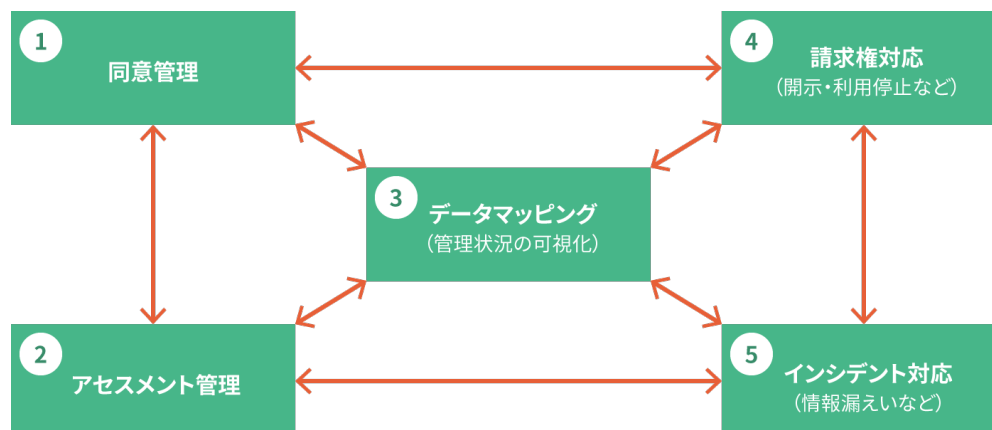 1
同意管理
2
アセスメント管理
3
データマッピング
（管理状況の可視化）
4
請求権対応
（開示・利用停止など）
5
インシデント対応
（情報漏えいなど）